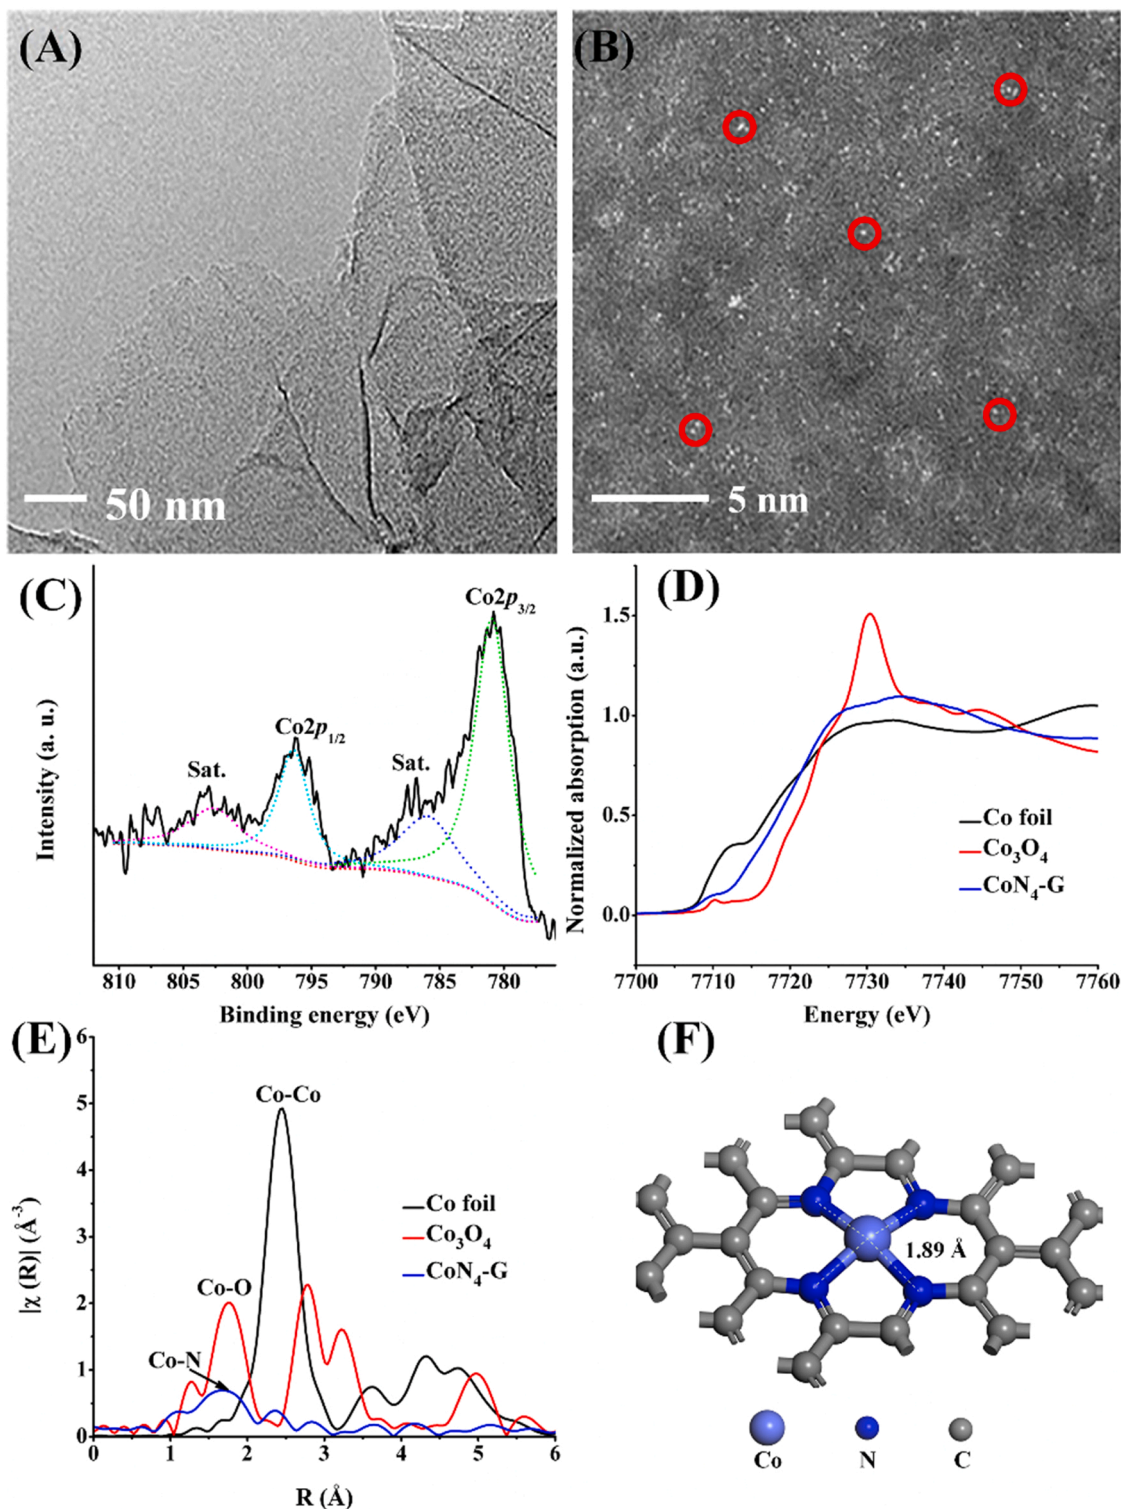 (A)
50 nm
(B)
5 nm
(C)
Co2p3/2
Co2p1/2
Sat.
Sat.
Intensity (a. u.)
810 805 800 795 790 785 780
Binding energy (eV)
(D)
Normalized absorption (a.u.)
1.5
1.0
0.5
0.0
Co foil
Co3O4
CoN4-G
7700 7710 7720 7730 7740 7750 7760
Energy (eV)
(E)
|χ (R)| (Å-3)
6
5
4
3
2
1
0
Co-Co
Co-O
Co-N
Co foil
Co3O4
CoN4-G
0 1 2 3 4 5 6
R (Å)
(F)
1.89 Å
Co N C